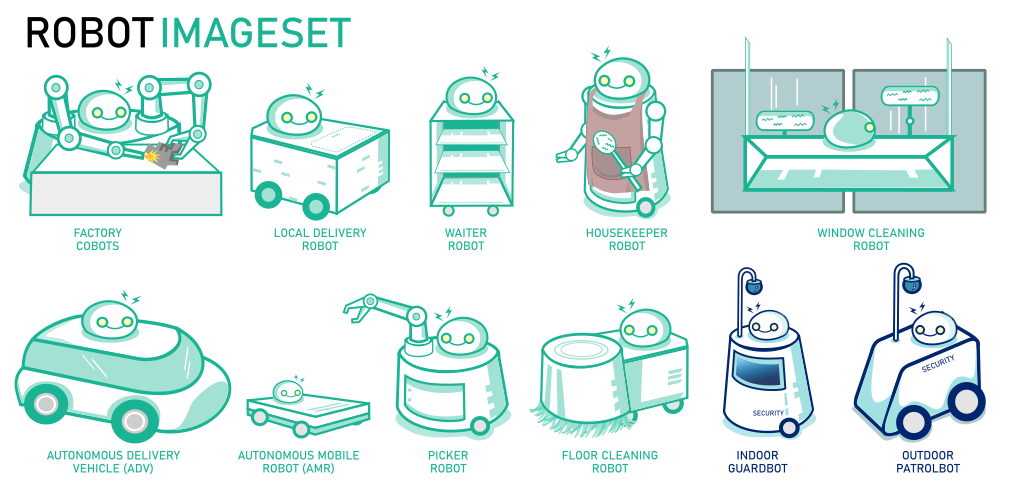 ROBOT IMAGESET
FACTORY
COBOTS
LOCAL DELIVERY
ROBOT
WAITER
ROBOT
HOUSEKEEPER
ROBOT
WINDOW CLEANING
ROBOT
AUTONOMOUS DELIVERY
VEHICLE (ADV)
AUTONOMOUS MOBILE
ROBOT (AMR)
PICKER
ROBOT
FLOOR CLEANING
ROBOT
SECURITY
INDOOR
GUARDBOT
SECURITY
OUTDOOR
PATROLBOT